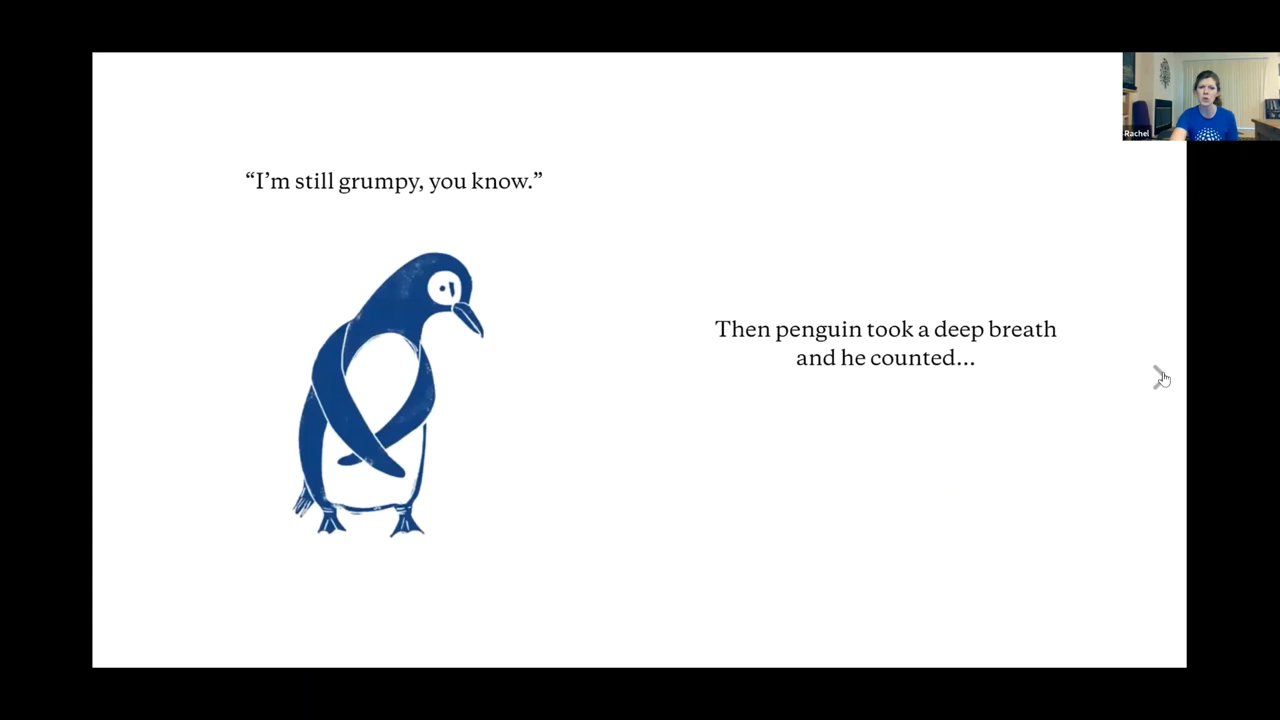 “I’m still grumpy, you know.”
Then penguin took a deep breath
and he counted...
Rachel